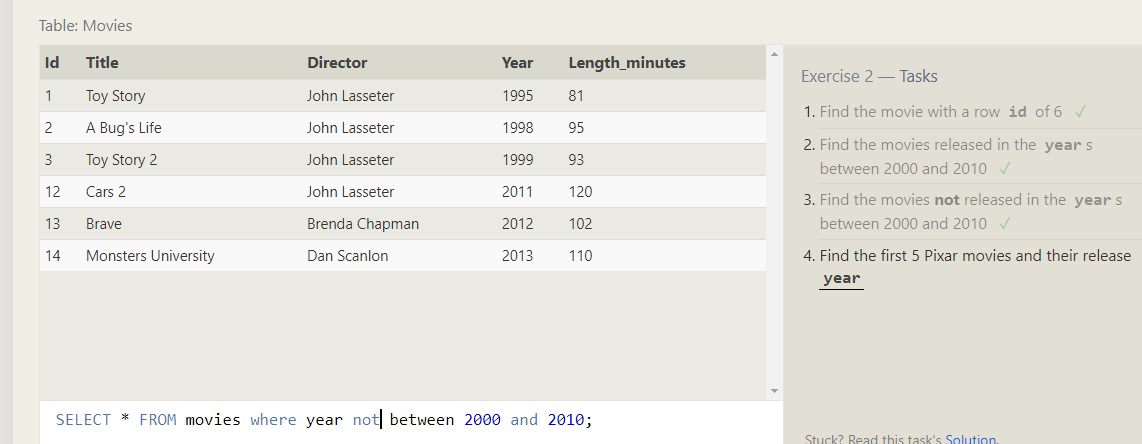 Table: Movies
Id Title Director Year Length_minutes
1 Toy Story John Lasseter 1995 81
2 A Bug's Life John Lasseter 1998 95
3 Toy Story 2 John Lasseter 1999 93
12 Cars 2 John Lasseter 2011 120
13 Brave Brenda Chapman 2012 102
14 Monsters University Dan Scanlon 2013 110
SELECT * FROM movies where year not between 2000 and 2010;
Exercise 2 — Tasks
1. Find the movie with a row id of 6 ✓
2. Find the movies released in the year s
between 2000 and 2010 ✓
3. Find the movies not released in the year s
between 2000 and 2010 ✓
4. Find the first 5 Pixar movies and their release
year
Stuck? Read this task's Solution.